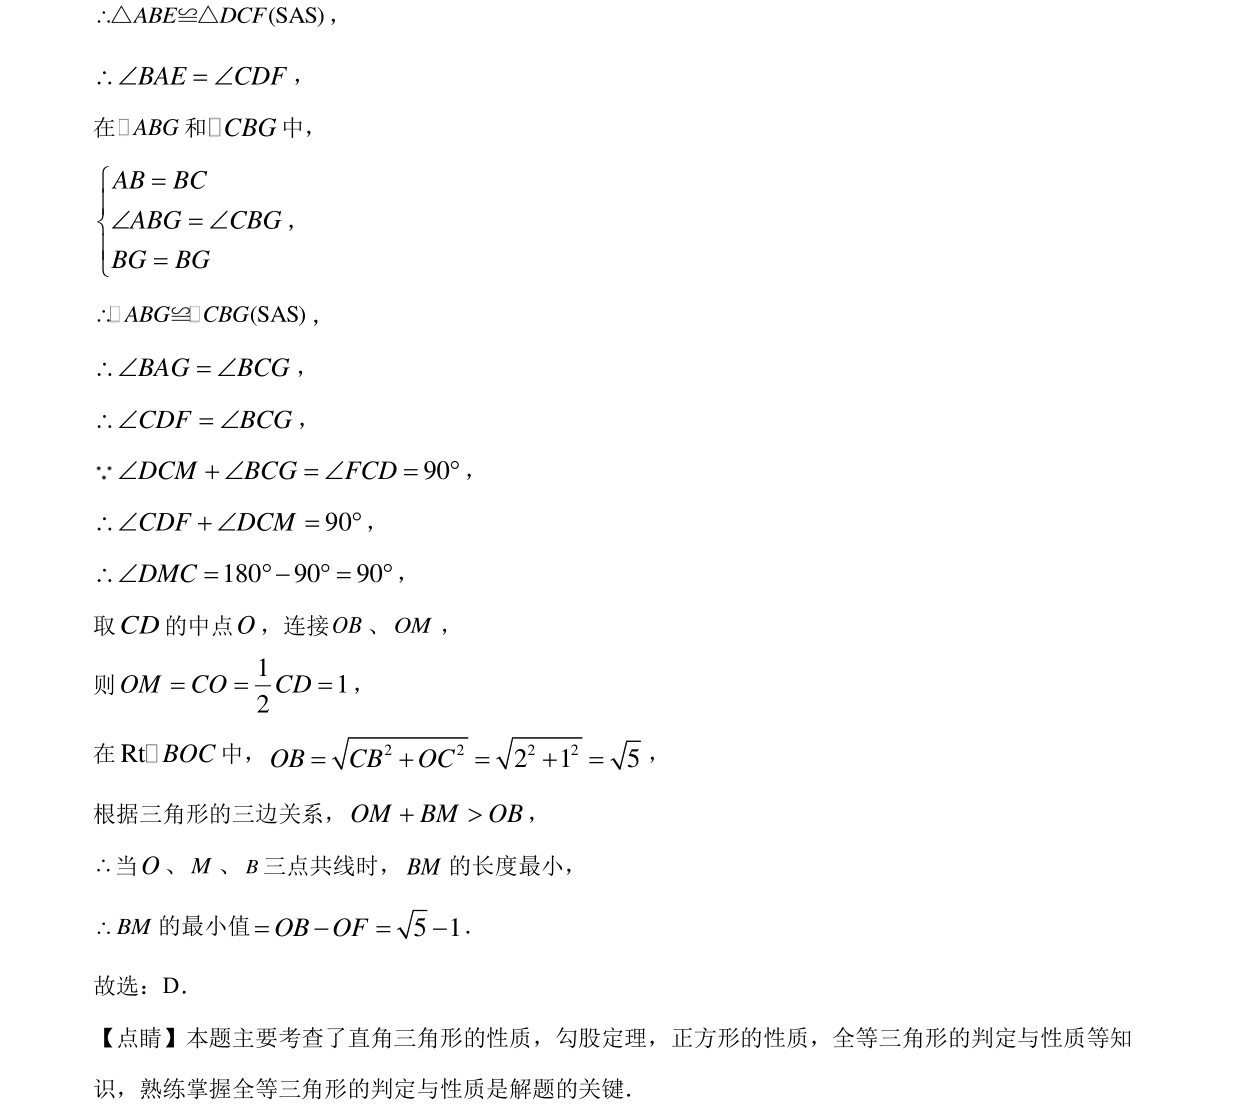 ∴△ABE≌△DCF(SAS)，
∴∠BAE=∠CDF，
在□ABG和□CBG中，
AB=BC
∠ABG=∠CBG，
BG=BG
∴□ABG≌□CBG(SAS)，
∴∠BAG=∠BCG，
∴∠CDF=∠BCG，
∵∠DCM+∠BCG=∠FCD=90°，
∴∠CDF+∠DCM=90°，
∴∠DMC=180°−90°=90°，
取CD的中点O，连接OB、OM，
则OM=CO=1/2CD=1，
在Rt□BOC中，OB=√(CB²+OC²)=√(2²+1²)=√5，
根据三角形的三边关系，OM+BM>OB，
∴当O、M、B三点共线时，BM的长度最小，
∴BM的最小值=OB−OF=√5−1．
故选：D．
【点睛】本题主要考查了直角三角形的性质，勾股定理，正方形的性质，全等三角形的判定与性质等知
识，熟练掌握全等三角形的判定与性质是解题的关键．